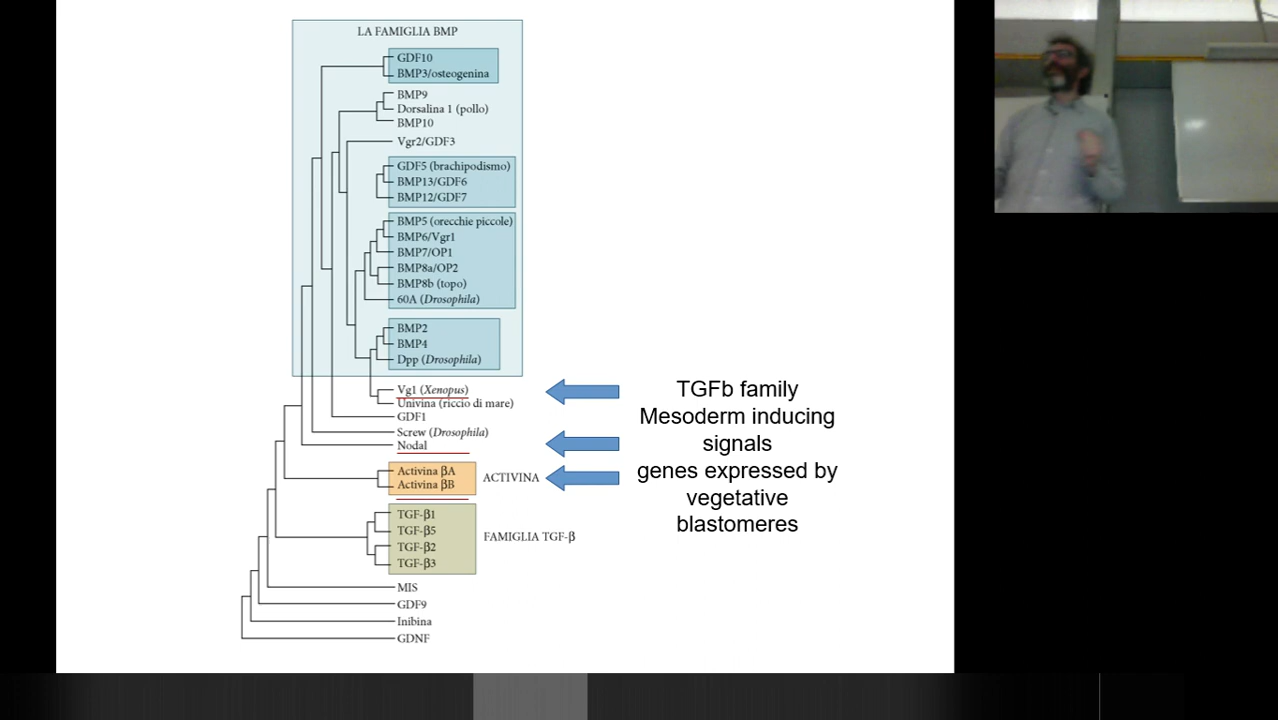 LA FAMIGLIA BMP
GDF10
BMP3/osteogenina
BMP9
Dorsalina 1 (pollo)
BMP10
Vgr2/GDF3
GDF5 (brachipodismo)
BMP13/GDF6
BMP12/GDF7
BMP5 (orecchie piccole)
BMP6/Vgr1
BMP7/OP1
BMP8a/OP2
BMP8b (topo)
60A (Drosophila)
BMP2
BMP4
Dpp (Drosophila)
Vg1 (Xenopus)
Univina (riccio di mare)
GDF1
Screw (Drosophila)
Nodal
Activina βA
Activina βB
ACTIVINA
TGF-β1
TGF-β5
TGF-β2
TGF-β3
FAMIGLIA TGF-β
MIS
GDF9
Inibina
GDNF
TGFb family
Mesoderm inducing
signals
genes expressed by
vegetative
blastomeres